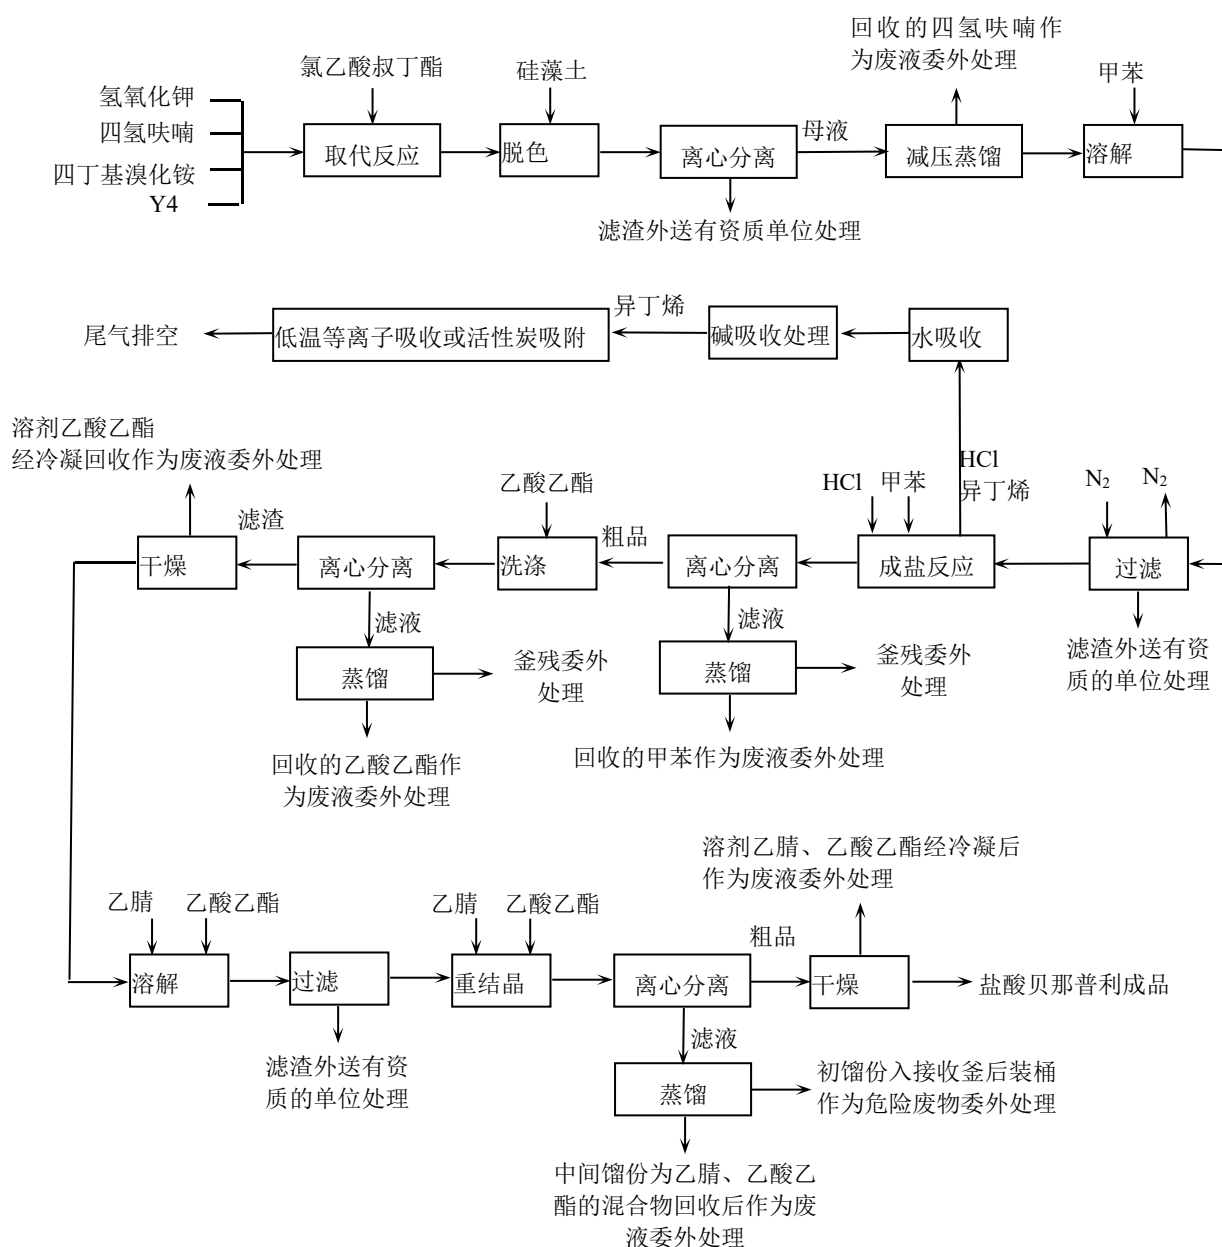 回收的四氢呋喃作
为废液委外处理
氯乙酸叔丁酯
硅藻土
甲苯
氢氧化钾
四氢呋喃
四丁基溴化铵
Y4
取代反应
脱色
离心分离
母液
减压蒸馏
溶解
滤渣外送有资质单位处理
尾气排空
低温等离子吸收或活性炭吸附
异丁烯
碱吸收处理
水吸收
溶剂乙酸乙酯
经冷凝回收作为废液委外处理
HCl
异丁烯
乙酸乙酯
HCl
甲苯
N2
N2
滤渣
粗品
干燥
离心分离
洗涤
离心分离
成盐反应
过滤
滤液
滤液
蒸馏
釜残委外
处理
蒸馏
釜残委外
处理
滤渣外送有资
质的单位处理
回收的乙酸乙酯作
为废液委外处理
回收的甲苯作为废液委外处理
溶剂乙腈、乙酸乙酯经冷凝后
作为废液委外处理
乙腈
乙酸乙酯
乙腈
乙酸乙酯
粗品
溶解
过滤
重结晶
离心分离
干燥
盐酸贝那普利成品
滤液
滤渣外送有资
质的单位处理
蒸馏
初馏份入接收釜后装桶
作为危险废物委外处理
中间馏份为乙腈、乙酸乙
酯的混合物回收后作为废
液委外处理